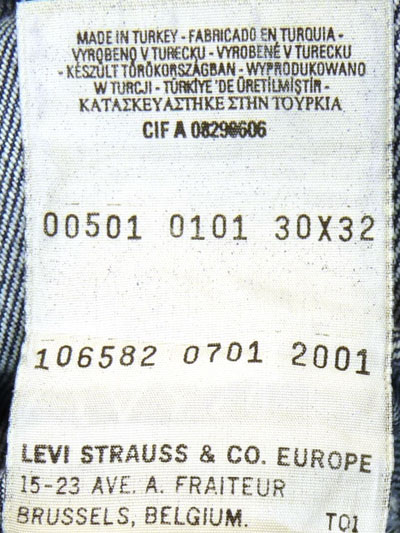 MADE IN TURKEY - FABRICADO EN TURQUIA -
VYROBENO V TURECKU - VYROBENÉ V TURECKU
- KÉSZÜLT TÖRÖKORSZÁGBAN - WYPRODUKOWANO
W TURCJI - TÜRKİYE 'DE ÜRETİLMİŞTİR -
ΚΑΤΑΣΚΕΥΑΣΤΗΚΕ ΣΤΗΝ ΤΟΥΡΚΙΑ
CIF A
00501 0101 30X32
106582 0701 2001
LEVI STRAUSS & CO. EUROPE
15-23 AVE. A. FRAITEUR
BRUSSELS, BELGIUM. T01